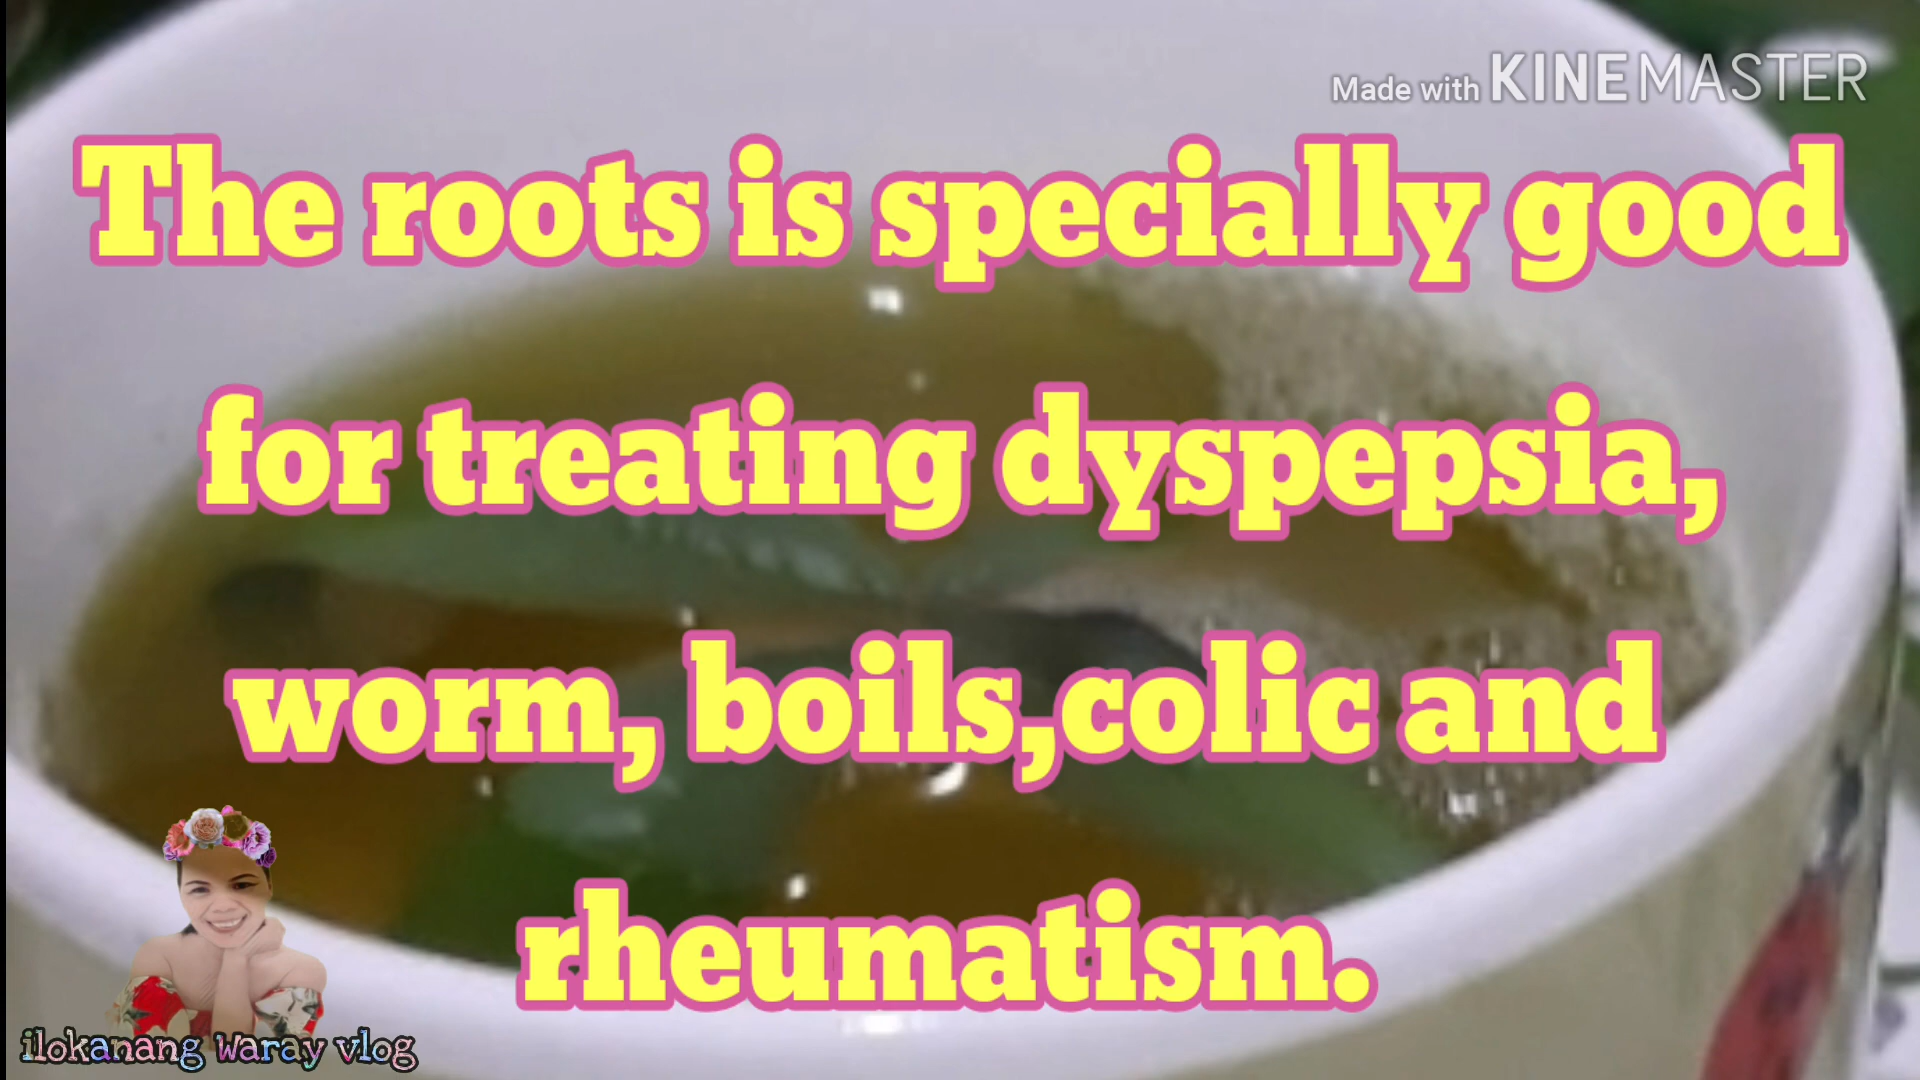 Made with KINEMASTER
The roots is specially good
for treating dyspepsia,
worm, boils,colic and
rheumatism.
ilokanang waray vlog